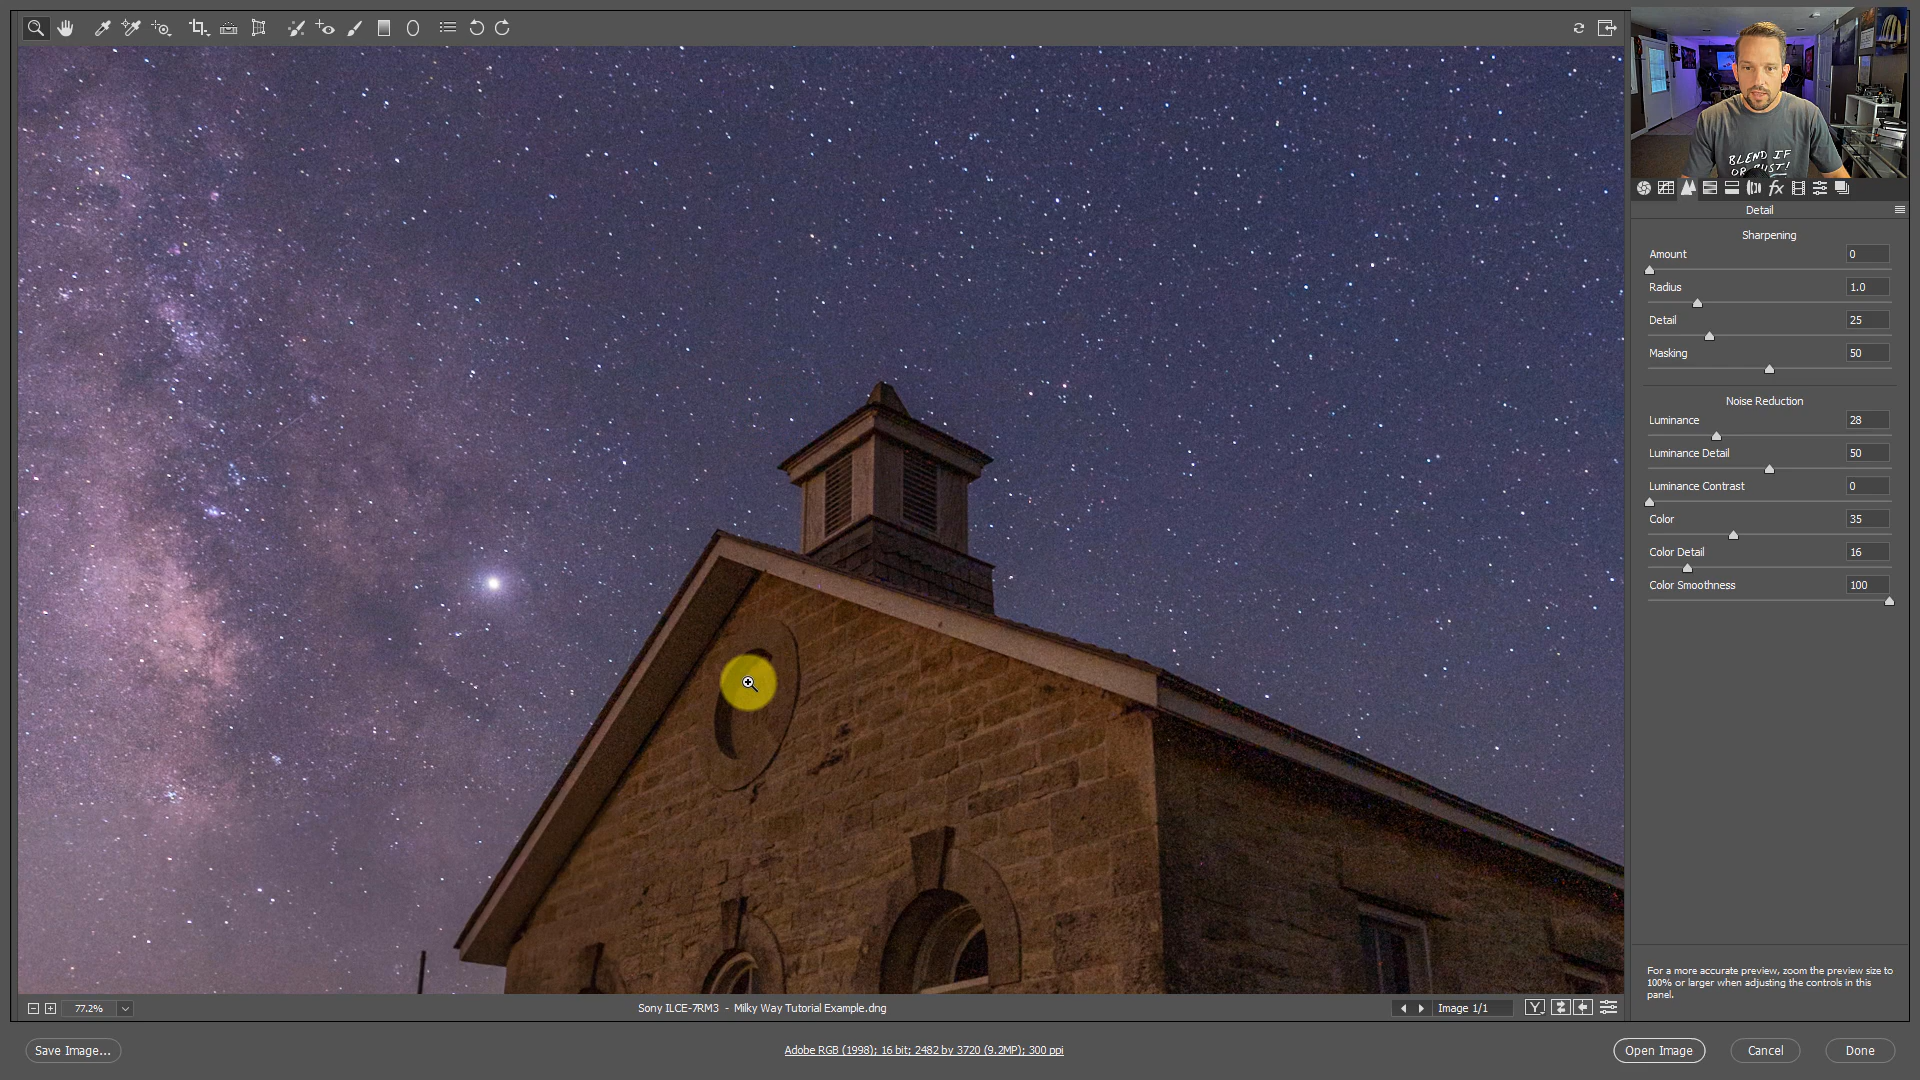 BLEND IF
OR BUST!
fx
Detail
Sharpening
Amount 0
Radius 1.0
Detail 25
Masking 50
Noise Reduction
Luminance 28
Luminance Detail 50
Luminance Contrast 0
Color 35
Color Detail 16
Color Smoothness 100
For a more accurate preview, zoom the preview size to
100% or larger when adjusting the controls in this
panel.
77.2%
Sony ILCE-7RM3 - Milky Way Tutorial Example.dng
Image 1/1
Y
Save Image...
Adobe RGB (1998); 16 bit; 2482 by 3720 (9.2MP); 300 ppi
Open Image
Cancel
Done